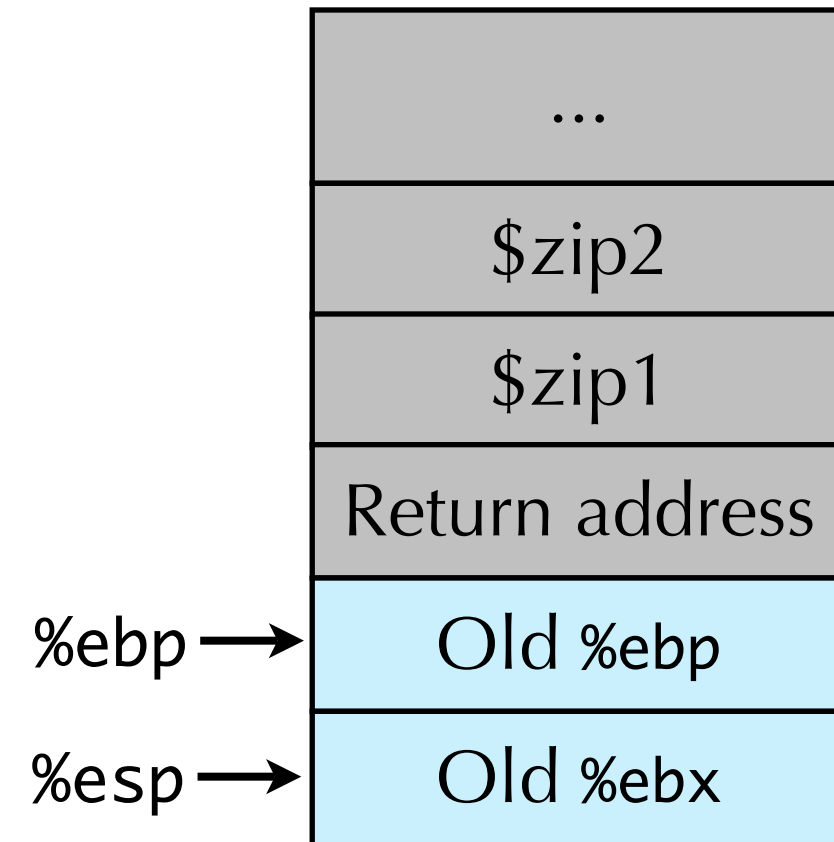 ...
$zip2
$zip1
Return address
%ebp Old %ebp
%esp Old %ebx